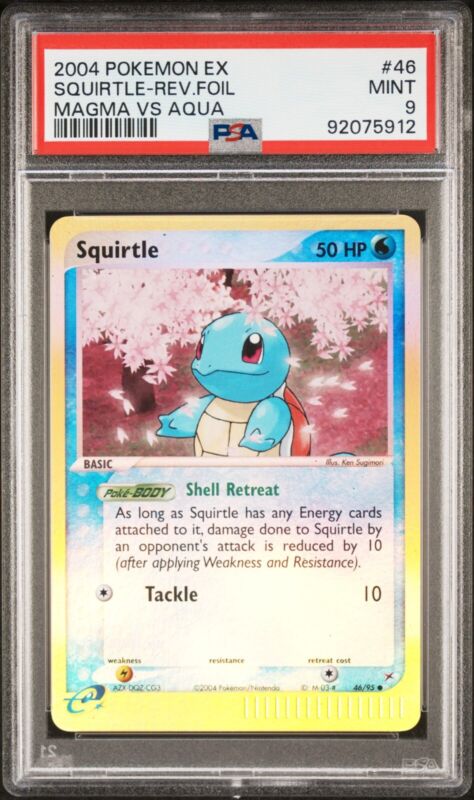 2004 POKEMON EX #46
SQUIRTLE-REV.FOIL MINT
MAGMA VS AQUA 9
PSA 92075912
Squirtle 50 HP
BASIC Illus. Ken Sugimori
Poké-BODY Shell Retreat
As long as Squirtle has any Energy cards
attached to it, damage done to Squirtle by
an opponent's attack is reduced by 10
(after applying Weakness and Resistance).
Tackle 10
weakness resistance retreat cost
©2004 Pokémon/Nintendo 46/95
PSA